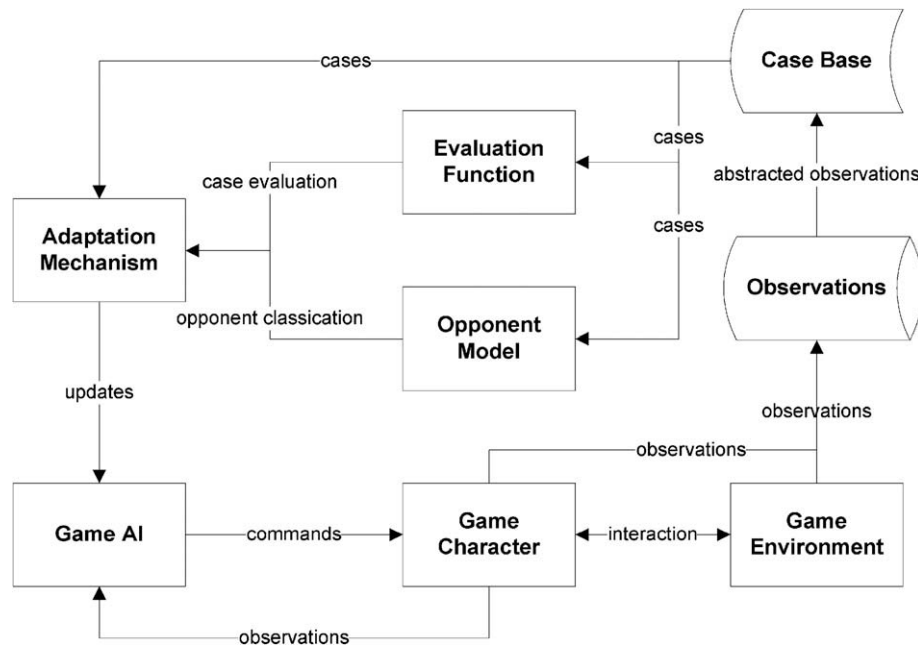 cases
Case Base
Evaluation
Function
cases
case evaluation
abstracted observations
Adaptation
Mechanism
cases
Observations
opponent classication
Opponent
Model
updates
observations
observations
Game AI
commands
Game
Character
interaction
Game
Environment
observations